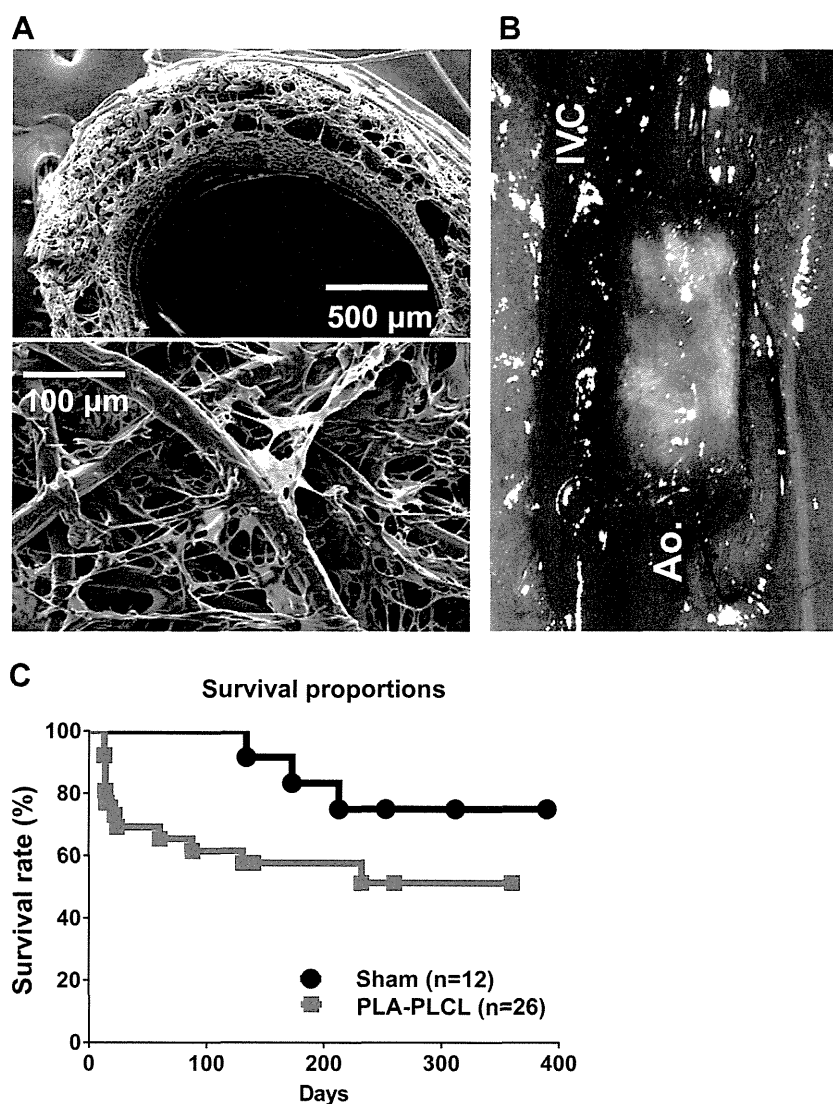 A
B
500 µm
100 µm
IVC
Ao.
C
Survival proportions
Survival rate (%)
100
80
60
40
20
0
0 100 200 300 400
Days
Sham (n=12)
PLA-PLCL (n=26)